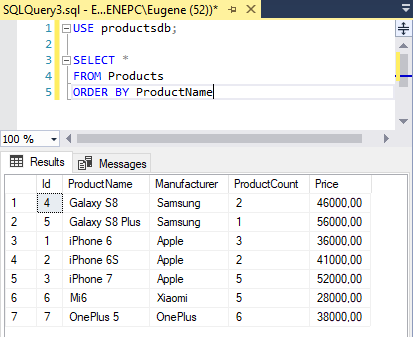 SQLQuery3.sql - E...ENEPC\Eugene (52))*
1 USE productsdb;
2
3 SELECT *
4 FROM Products
5 ORDER BY ProductName
100 %
Results Messages
Id ProductName Manufacturer ProductCount Price
1 4 Galaxy S8 Samsung 2 46000,00
2 5 Galaxy S8 Plus Samsung 1 56000,00
3 1 iPhone 6 Apple 3 36000,00
4 2 iPhone 6S Apple 2 41000,00
5 3 iPhone 7 Apple 5 52000,00
6 6 Mi6 Xiaomi 5 28000,00
7 7 OnePlus 5 OnePlus 6 38000,00